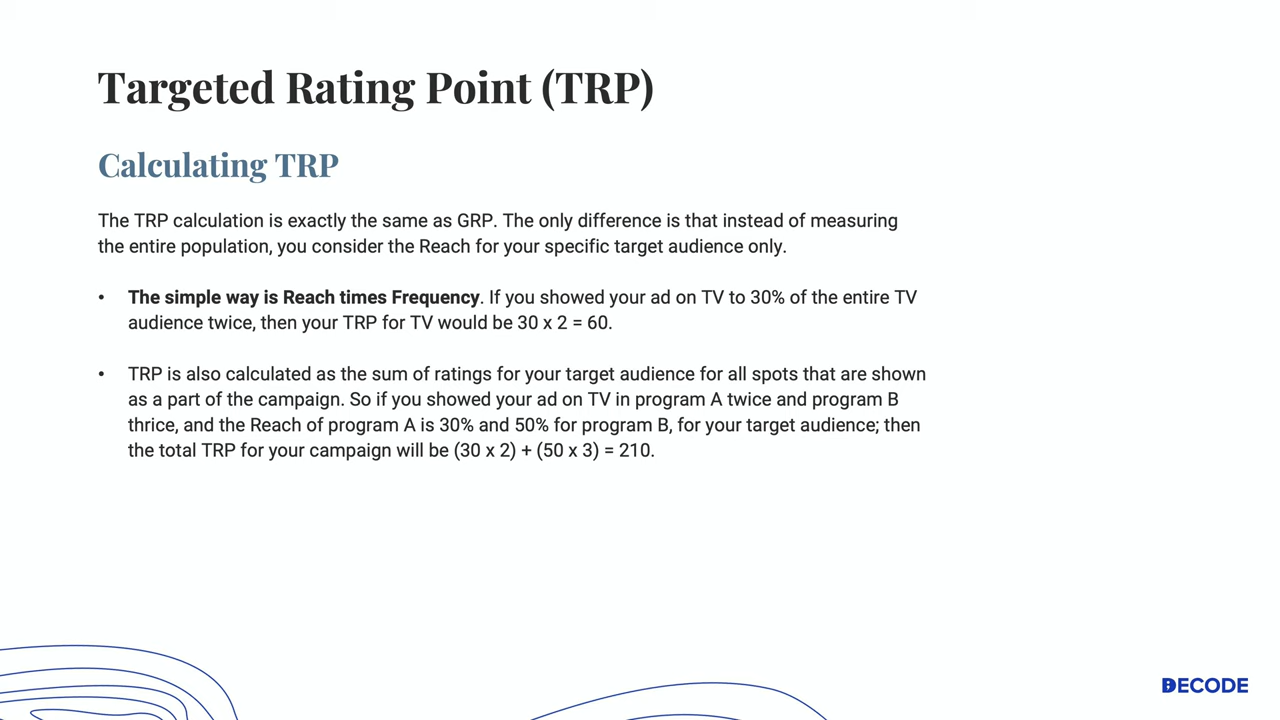 Targeted Rating Point (TRP)
Calculating TRP
The TRP calculation is exactly the same as GRP. The only difference is that instead of measuring
the entire population, you consider the Reach for your specific target audience only.
• The simple way is Reach times Frequency. If you showed your ad on TV to 30% of the entire TV
audience twice, then your TRP for TV would be 30 x 2 = 60.
• TRP is also calculated as the sum of ratings for your target audience for all spots that are shown
as a part of the campaign. So if you showed your ad on TV in program A twice and program B
thrice, and the Reach of program A is 30% and 50% for program B, for your target audience; then
the total TRP for your campaign will be (30 x 2) + (50 x 3) = 210.
DECODE